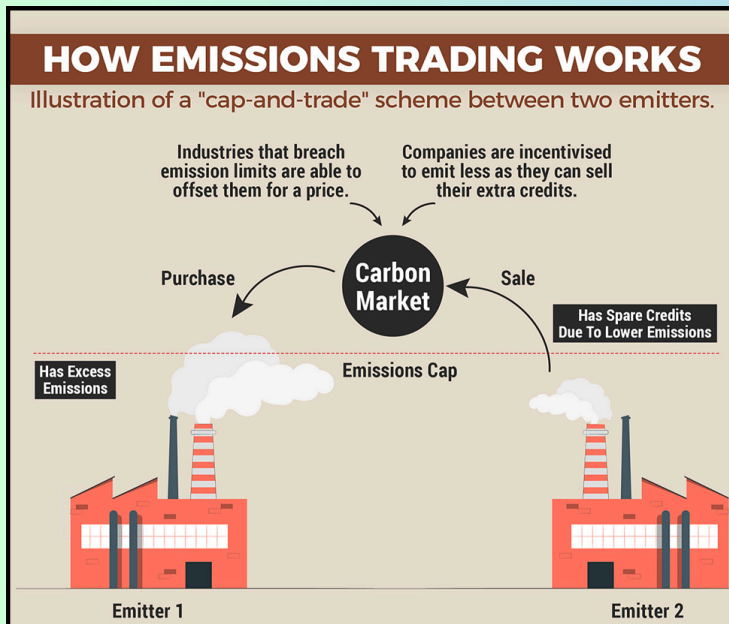 HOW EMISSIONS TRADING WORKS
Illustration of a "cap-and-trade" scheme between two emitters.
Industries that breach
emission limits are able to
offset them for a price.
Companies are incentivised
to emit less as they can sell
their extra credits.
Purchase
Carbon
Market
Sale
Has Spare Credits
Due To Lower Emissions
Has Excess
Emissions
Emissions Cap
Emitter 1
Emitter 2